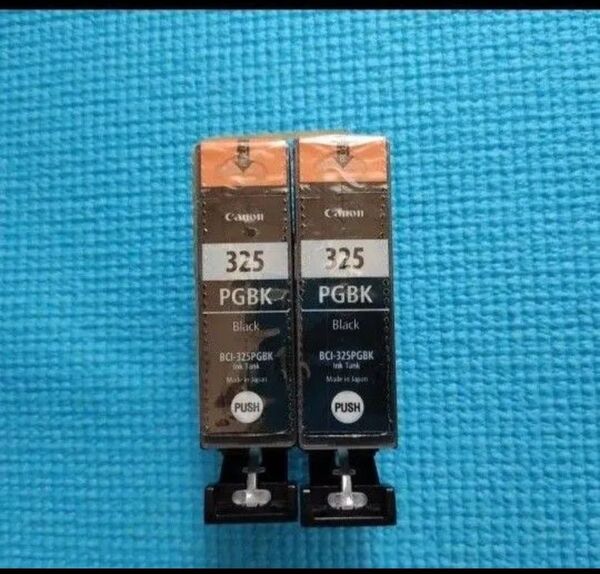 Canon
325
PGBK
Black
BCI-325PGBK
Ink Tank
Made in Japan
PUSH
Canon
325
PGBK
Black
BCI-325PGBK
Ink Tank
Made in Japan
PUSH